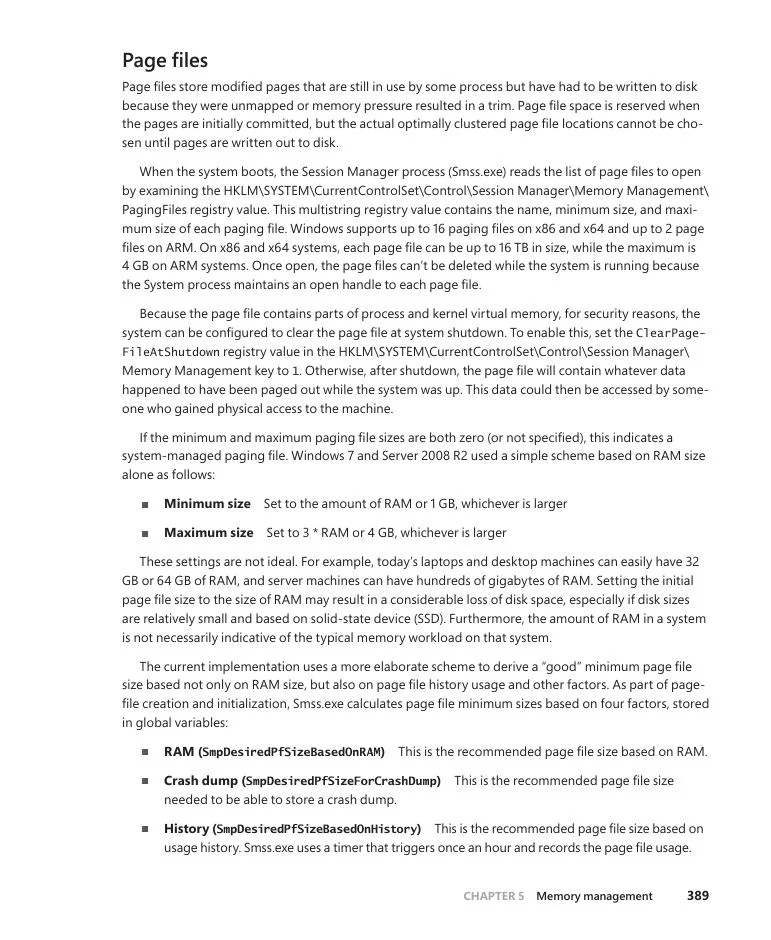 Page files
Page files store modified pages that are still in use by some process but have had to be written to disk
because they were unmapped or memory pressure resulted in a trim. Page file space is reserved when
the pages are initially committed, but the actual optimally clustered page file locations cannot be cho-
sen until pages are written out to disk.
When the system boots, the Session Manager process (Smss.exe) reads the list of page files to open
by examining the HKLM\SYSTEM\CurrentControlSet\Control\Session Manager\Memory Management\
PagingFiles registry value. This multistring registry value contains the name, minimum size, and maxi-
mum size of each paging file. Windows supports up to 16 paging files on x86 and x64 and up to 2 page
files on ARM. On x86 and x64 systems, each page file can be up to 16 TB in size, while the maximum is
4 GB on ARM systems. Once open, the page files can't be deleted while the system is running because
the System process maintains an open handle to each page file.
Because the page file contains parts of process and kernel virtual memory, for security reasons, the
system can be configured to clear the page file at system shutdown. To enable this, set the ClearPage-
FileAtShutdown registry value in the HKLM\SYSTEM\CurrentControlSet\Control\Session Manager\
Memory Management key to 1. Otherwise, after shutdown, the page file will contain whatever data
happened to have been paged out while the system was up. This data could then be accessed by some-
one who gained physical access to the machine.
If the minimum and maximum paging file sizes are both zero (or not specified), this indicates a
system-managed paging file. Windows 7 and Server 2008 R2 used a simple scheme based on RAM size
alone as follows:
■ Minimum size Set to the amount of RAM or 1 GB, whichever is larger
■ Maximum size Set to 3 * RAM or 4 GB, whichever is larger
These settings are not ideal. For example, today's laptops and desktop machines can easily have 32
GB or 64 GB of RAM, and server machines can have hundreds of gigabytes of RAM. Setting the initial
page file size to the size of RAM may result in a considerable loss of disk space, especially if disk sizes
are relatively small and based on solid-state device (SSD). Furthermore, the amount of RAM in a system
is not necessarily indicative of the typical memory workload on that system.
The current implementation uses a more elaborate scheme to derive a "good" minimum page file
size based not only on RAM size, but also on page file history usage and other factors. As part of page-
file creation and initialization, Smss.exe calculates page file minimum sizes based on four factors, stored
in global variables:
■ RAM (SmpDesiredPfSizeBasedOnRAM) This is the recommended page file size based on RAM.
■ Crash dump (SmpDesiredPfSizeForCrashDump) This is the recommended page file size
needed to be able to store a crash dump.
■ History (SmpDesiredPfSizeBasedOnHistory) This is the recommended page file size based on
usage history. Smss.exe uses a timer that triggers once an hour and records the page file usage.
CHAPTER 5 Memory management 389